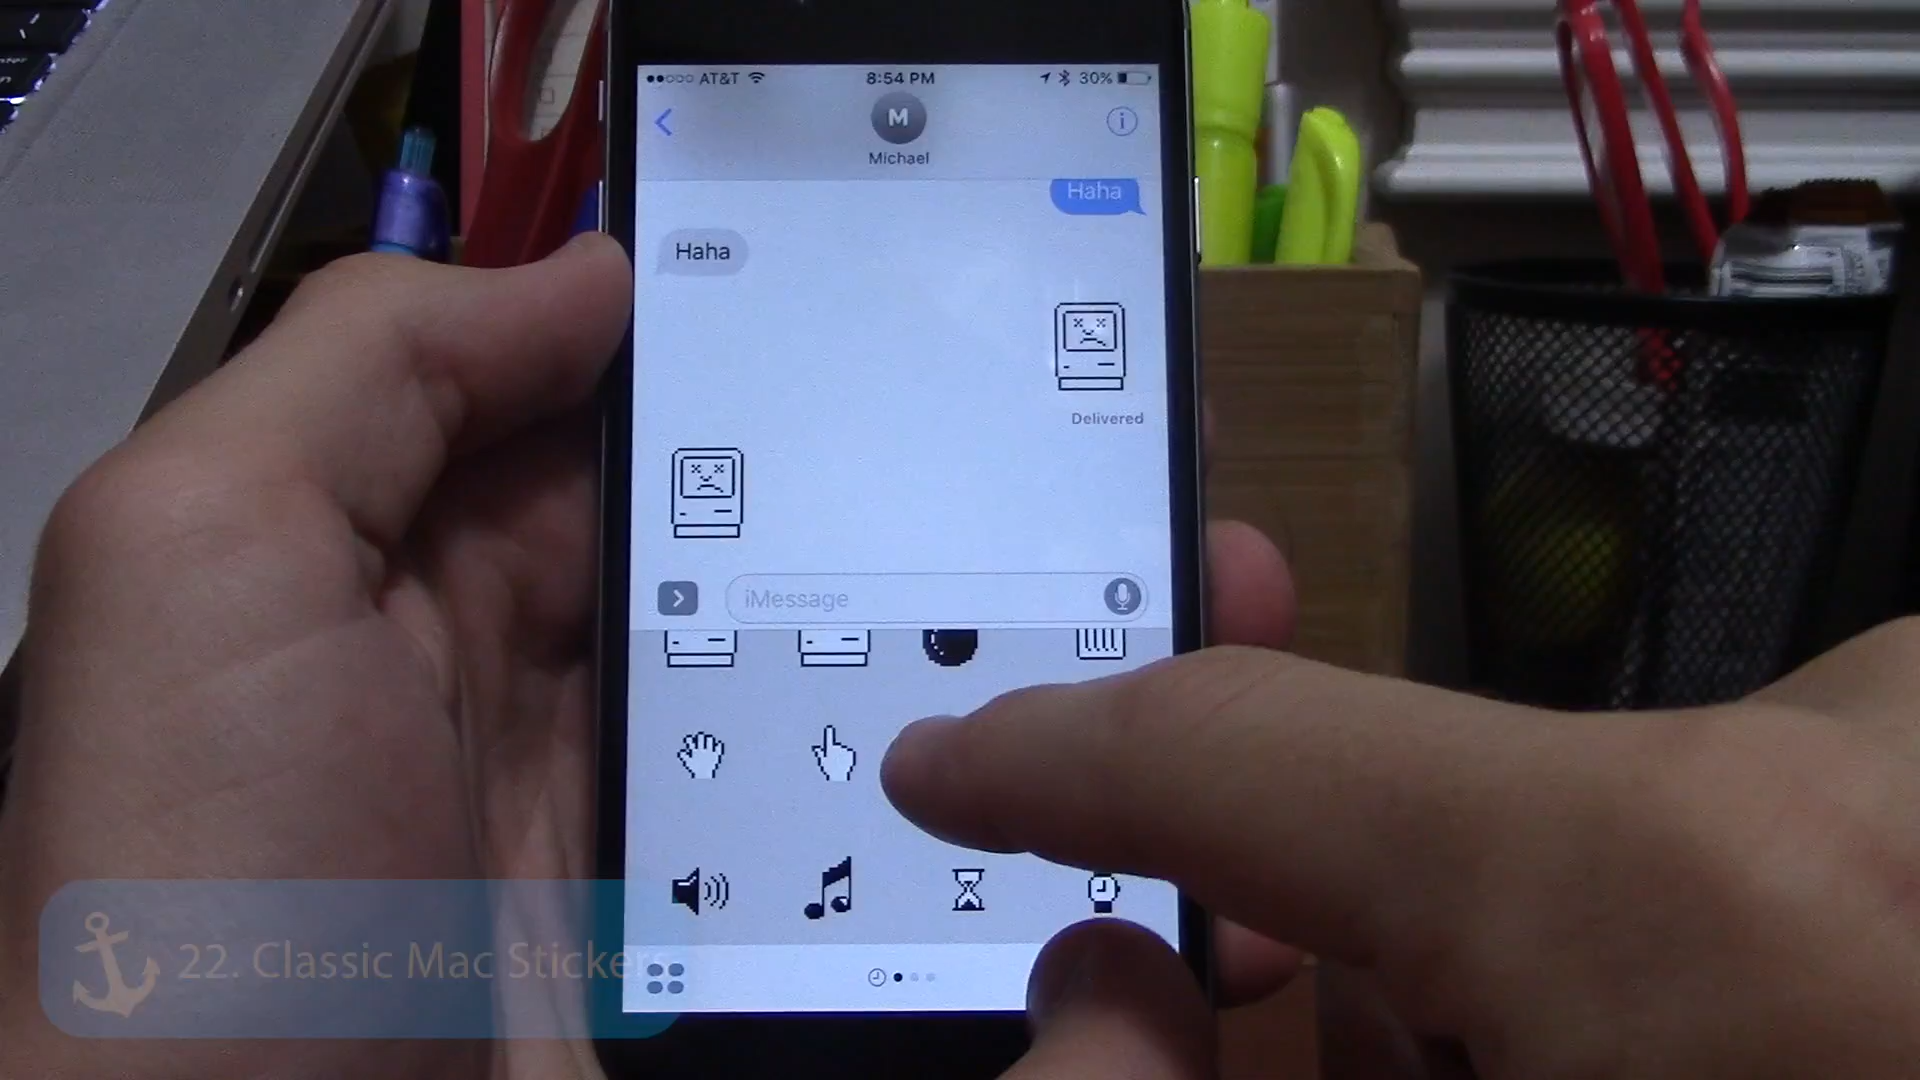 AT&T 8:54 PM 30%
M
Michael
Haha
Haha
Delivered
iMessage
22. Classic Mac Stickers